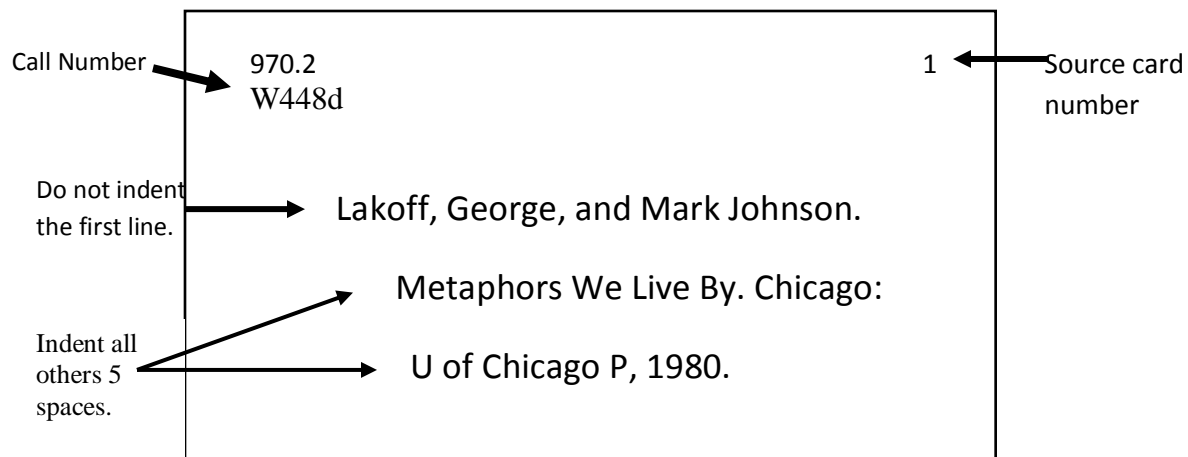 Call Number
970.2
W448d
1
Source card
number
Do not indent
the first line.
Lakoff, George, and Mark Johnson.
Metaphors We Live By. Chicago:
U of Chicago P, 1980.
Indent all
others 5
spaces.